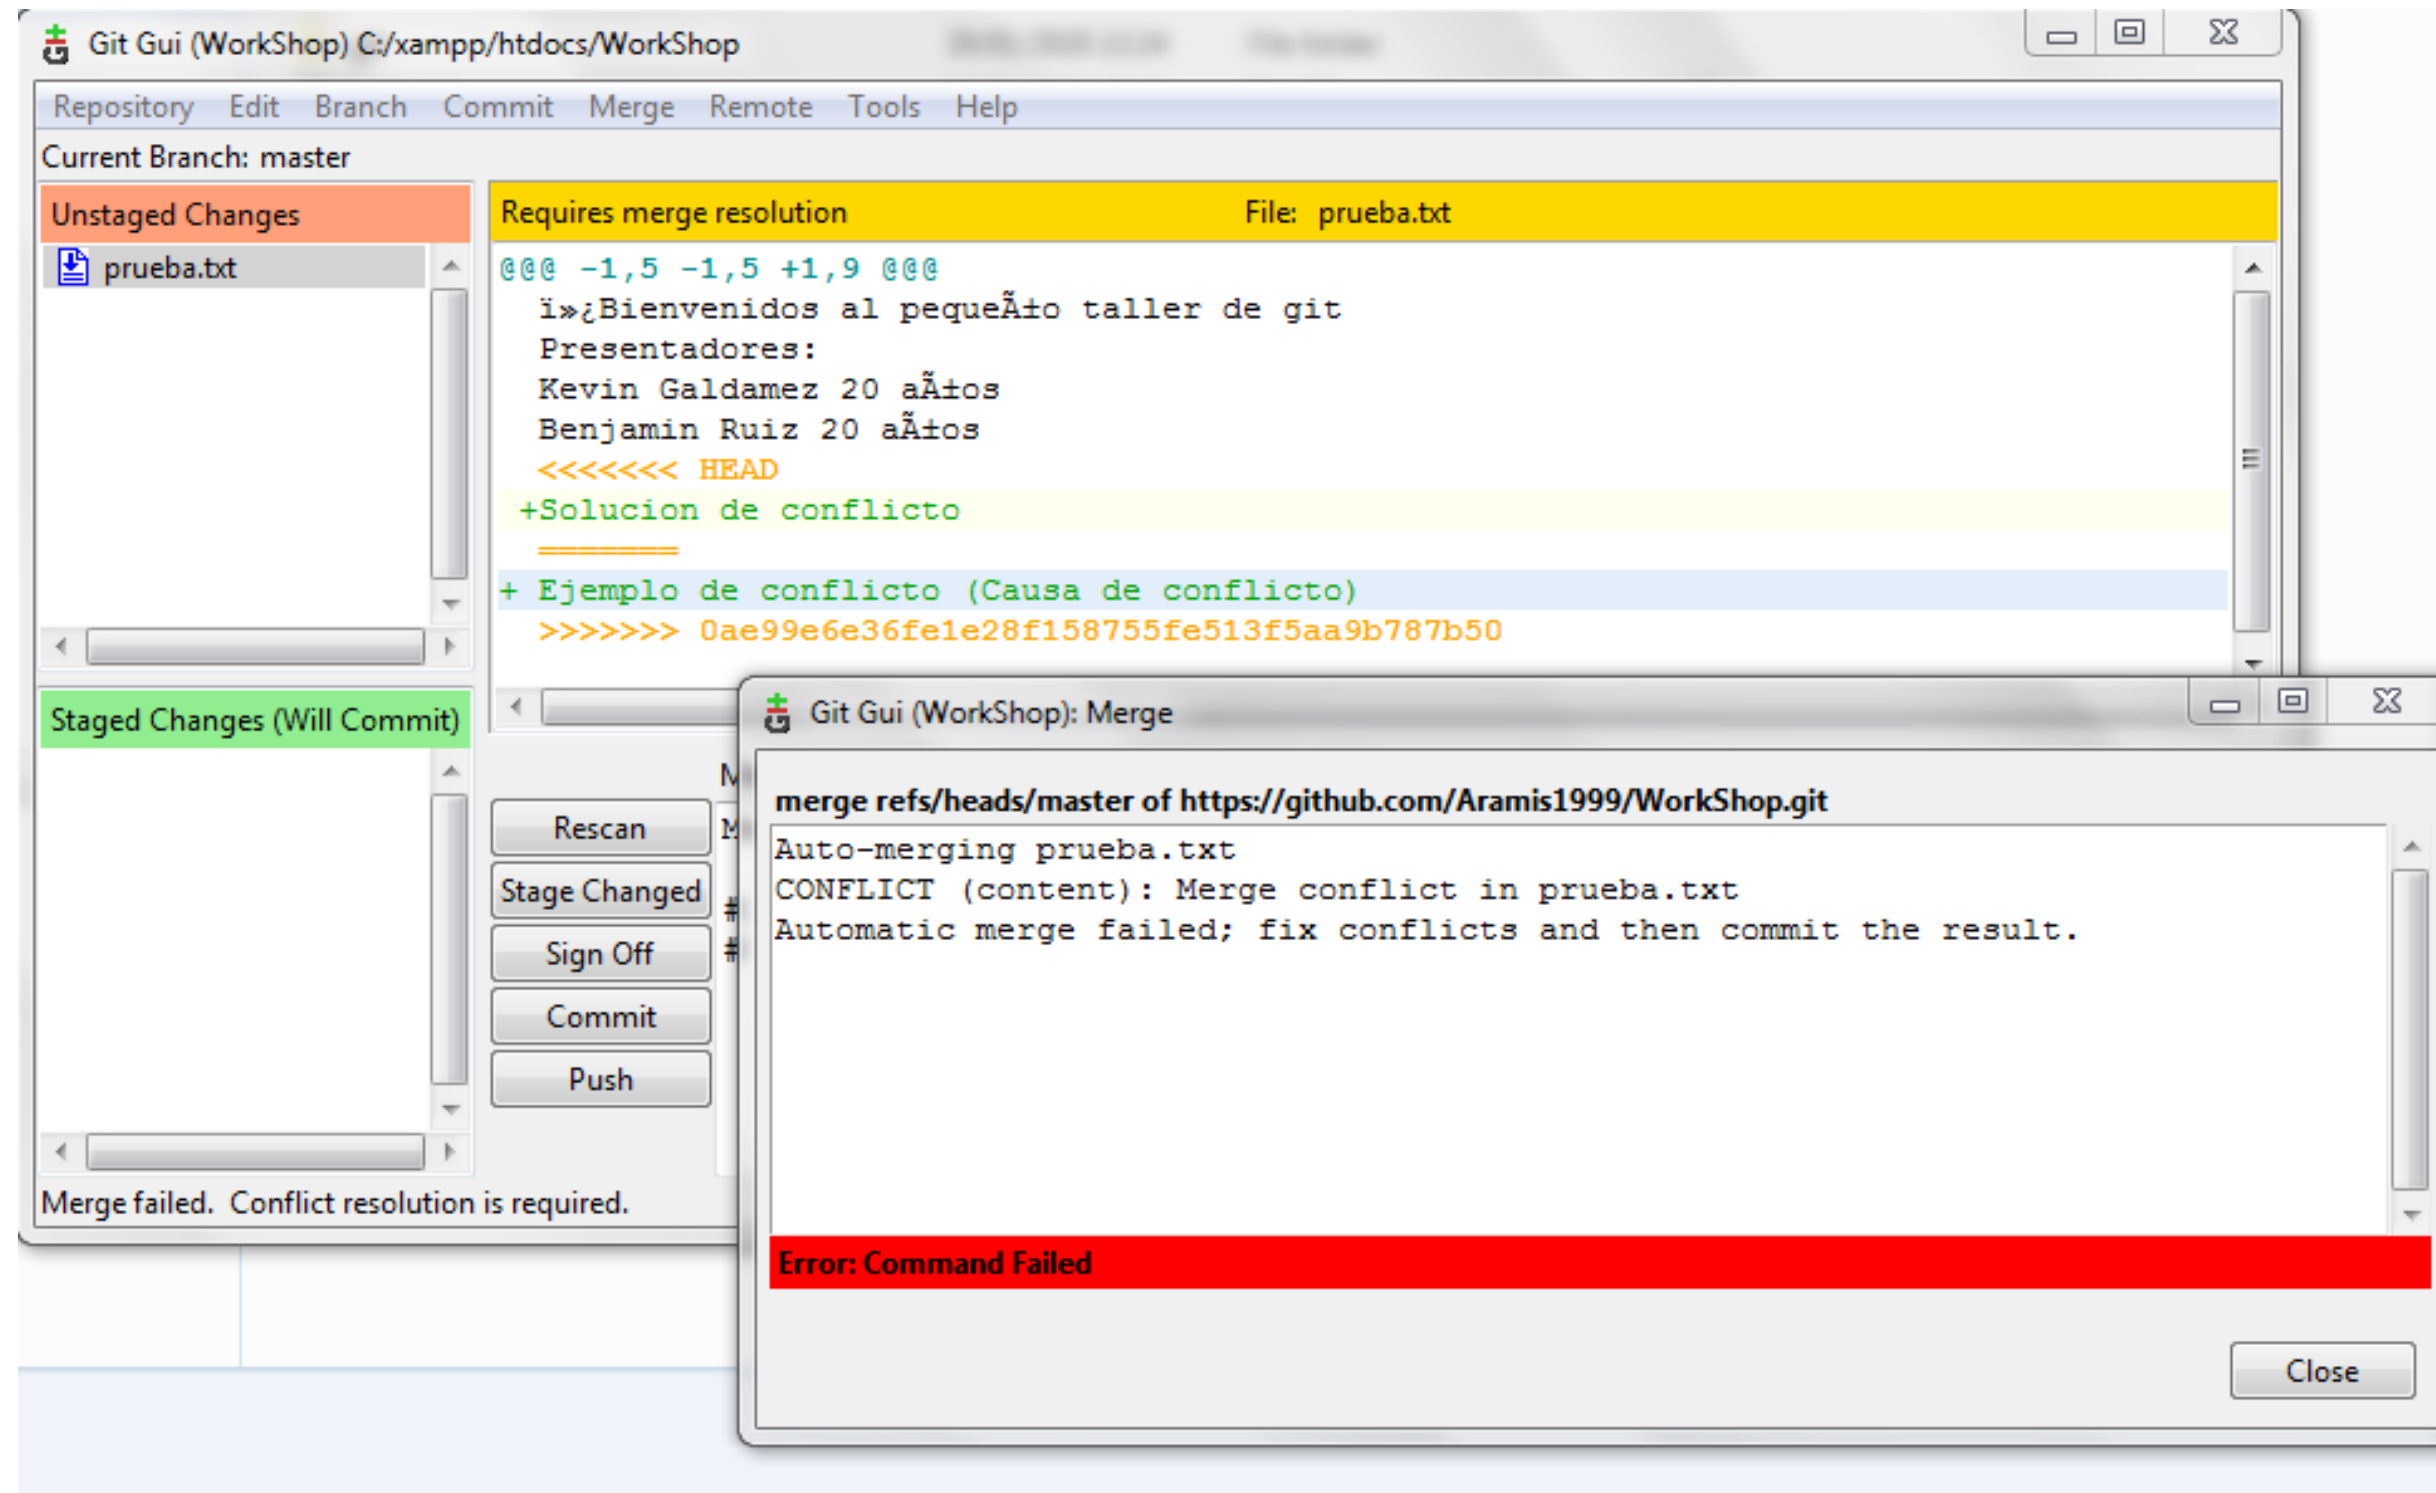 Git Gui (WorkShop) C:/xampp/htdocs/WorkShop
Repository Edit Branch Commit Merge Remote Tools Help
Current Branch: master
Unstaged Changes
prueba.txt
Requires merge resolution File: prueba.txt
@@@ -1,5 -1,5 +1,9 @@@
ï»¿Bienvenidos al pequeÃ±o taller de git
Presentadores:
Kevin Galdamez 20 aÃ±os
Benjamin Ruiz 20 aÃ±os
<<<<<<< HEAD
+Solucion de conflicto
=======
+ Ejemplo de conflicto (Causa de conflicto)
>>>>>>> 0ae99e6e36fe1e28f158755fe513f5aa9b787b50
Staged Changes (Will Commit)
Rescan
Stage Changed
Sign Off
Commit
Push
#
#
Merge failed. Conflict resolution is required.
Git Gui (WorkShop): Merge
merge refs/heads/master of https://github.com/Aramis1999/WorkShop.git
Auto-merging prueba.txt
CONFLICT (content): Merge conflict in prueba.txt
Automatic merge failed; fix conflicts and then commit the result.
Error: Command Failed
Close